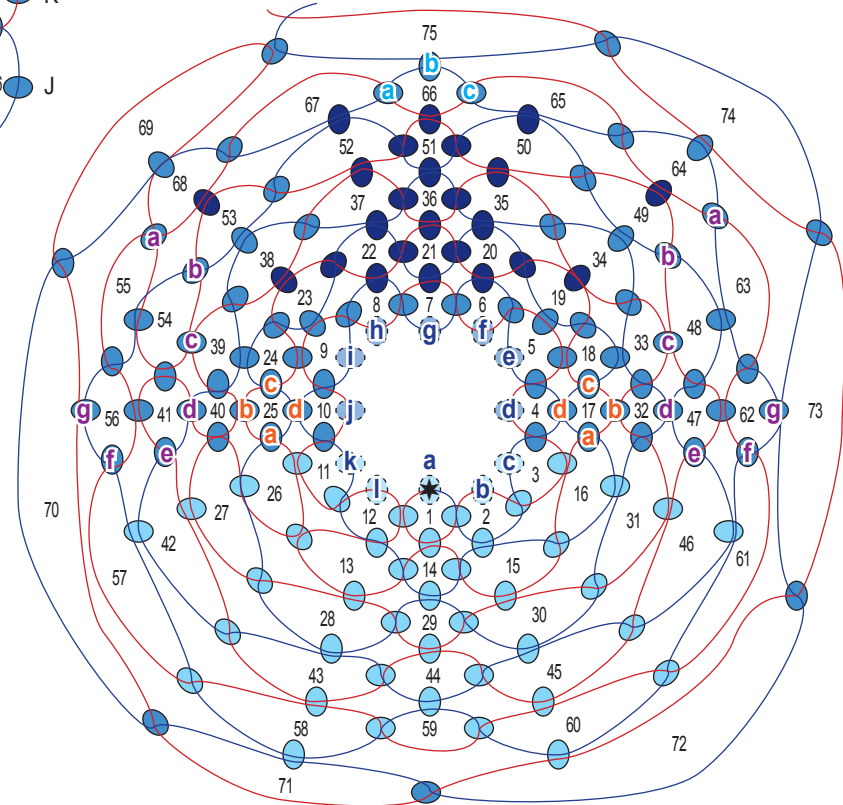 J
75
b
a 66 c
67 65
69 52 51 50 74
68 64
37 36 35 49
53
a a
22 21 20
b b
38 34 63
55 23 19
54 8 7 6 48
h g f
c c
39 9 5 33
24 i e 18
c c
g 56 41 d 40 b 25 d 10 j d 4 d 17 b 32 d 47 62 g 73
a a
f e e f
k a c
11 3
l b
26 16
27 12 1 2 31
70 42 46 61
57 13 14 15
28 29 30
43 44 45
58 59 60
72
71